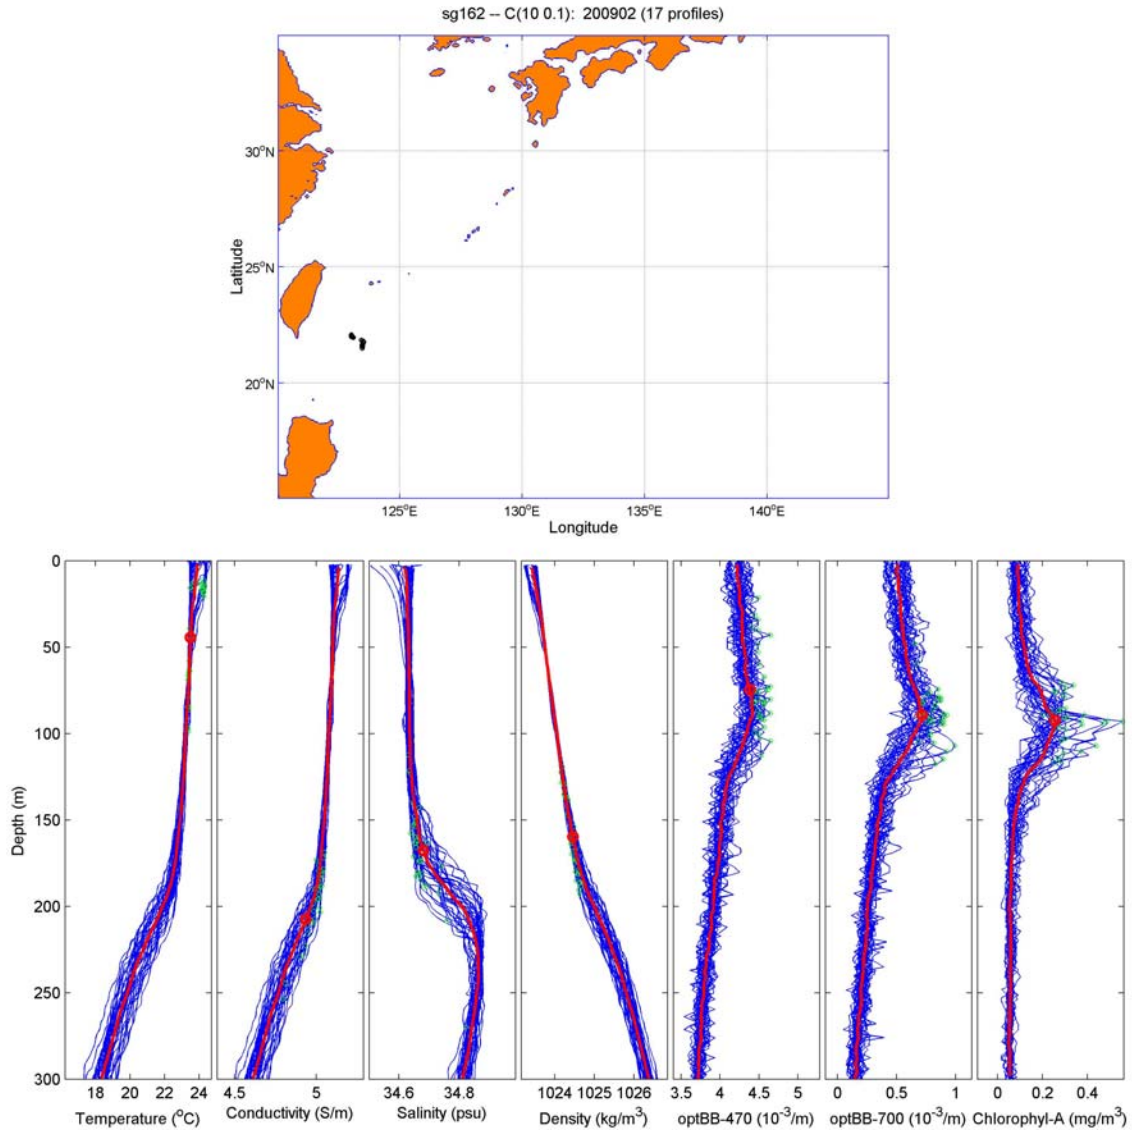 sg162 -- C(10 0.1): 200902 (17 profiles)
30°N
25°N
20°N
Latitude
125°E 130°E 135°E 140°E
Longitude
0
50
100
150
200
250
300
Depth (m)
18 20 22 24 4.5 5 34.6 34.8 1024 1025 1026 3.5 4 4.5 5 0 0.5 1 0 0.2 0.4
Temperature (°C) Conductivity (S/m) Salinity (psu) Density (kg/m³) optBB-470 (10⁻³/m) optBB-700 (10⁻³/m) Chlorophyl-A (mg/m³)